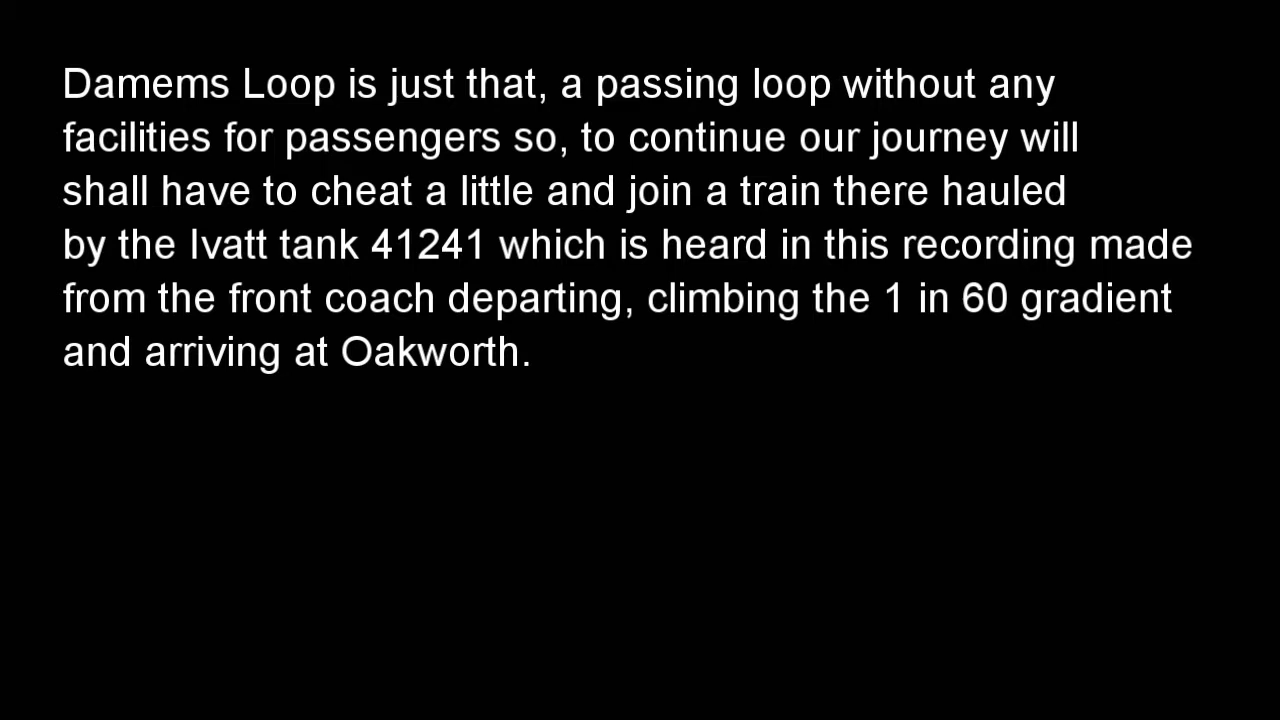 Damems Loop is just that, a passing loop without any
facilities for passengers so, to continue our journey will
shall have to cheat a little and join a train there hauled
by the Ivatt tank 41241 which is heard in this recording made
from the front coach departing, climbing the 1 in 60 gradient
and arriving at Oakworth.